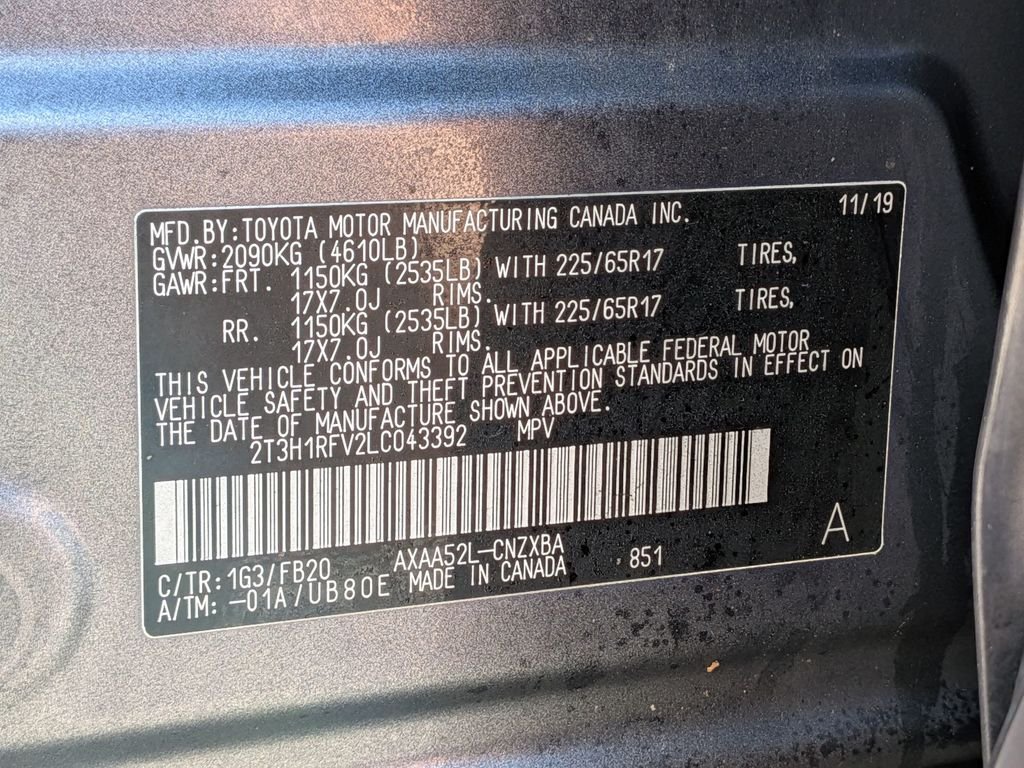 MFD.BY:TOYOTA MOTOR MANUFACTURING CANADA INC. 11/19
GVWR:2090KG (4610LB)
GAWR:FRT. 1150KG (2535LB) WITH 225/65R17 TIRES,
17X7.0J RIMS.
RR. 1150KG (2535LB) WITH 225/65R17 TIRES,
17X7.0J RIMS.
THIS VEHICLE CONFORMS TO ALL APPLICABLE FEDERAL MOTOR
VEHICLE SAFETY AND THEFT PREVENTION STANDARDS IN EFFECT ON
THE DATE OF MANUFACTURE SHOWN ABOVE.
2T3H1RFV2LC043392 MPV
A
C/TR:1G3/FB20 AXAA52L-CNZXBA 851
A/TM:-01A/UB80E MADE IN CANADA